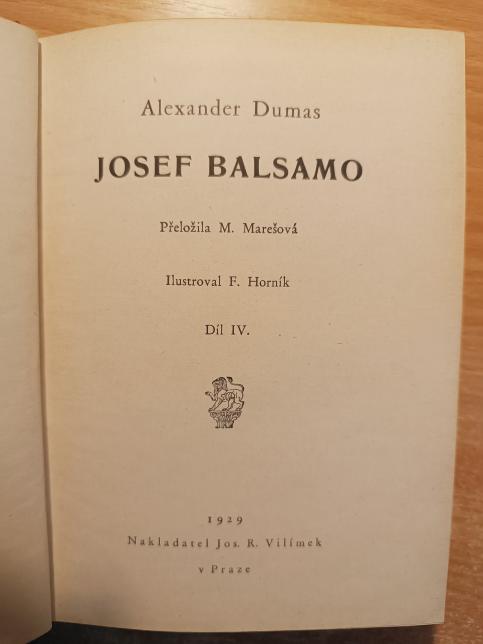 Alexander Dumas
JOSEF BALSAMO
Přeložila M. Marešová
Ilustroval F. Horník
Díl IV.
1929
Nakladatel Jos. R. Vilímek
v Praze